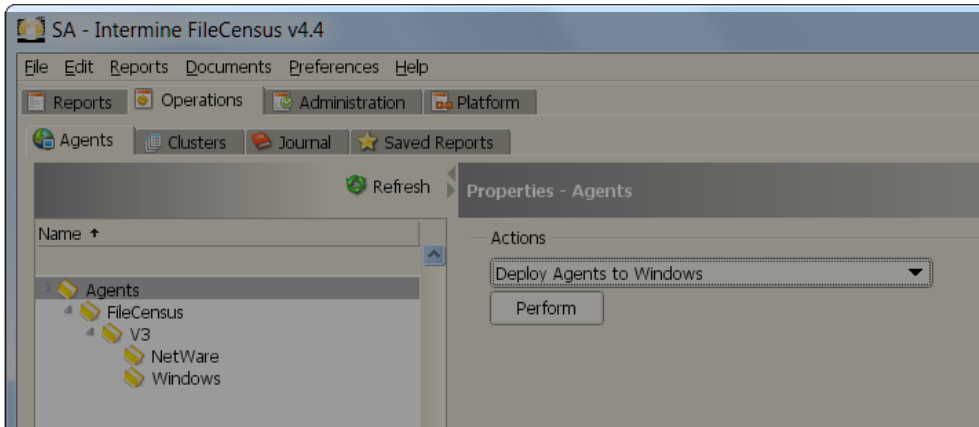 SA - Intermine FileCensus v4.4
File Edit Reports Documents Preferences Help
Reports Operations Administration Platform
Agents Clusters Journal Saved Reports
Refresh
Properties - Agents
Name
Actions
Deploy Agents to Windows
Perform
Agents
FileCensus
V3
NetWare
Windows